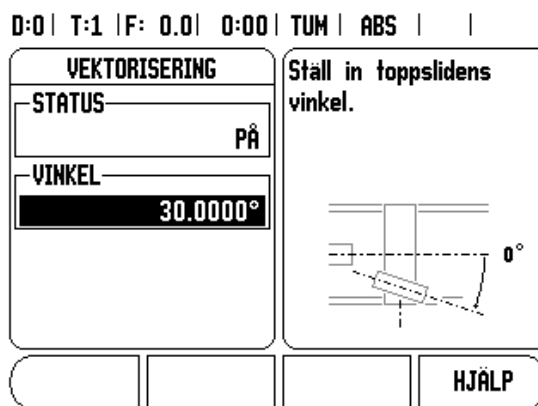 D:0 | T:1 | F: 0.0 | 0:00 | TUM | ABS | |
VEKTORISERING
STATUS
PÅ
VINKEL
30.0000°
Ställ in toppslidens
vinkel.
0°
HJÄLP